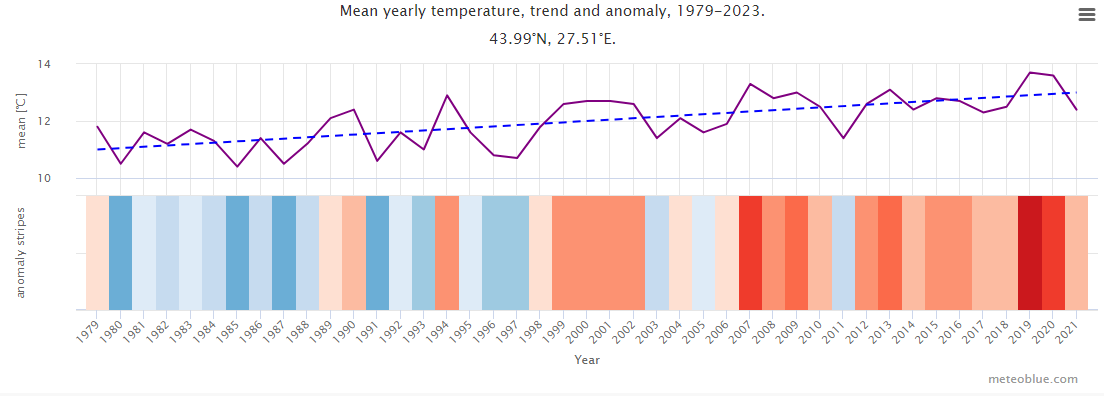 Mean yearly temperature, trend and anomaly, 1979-2023.
43.99°N, 27.51°E.
14
12
10
mean [°C]
anomaly stripes
1979 1980 1981 1982 1983 1984 1985 1986 1987 1988 1989 1990 1991 1992 1993 1994 1995 1996 1997 1998 1999 2000 2001 2002 2003 2004 2005 2006 2007 2008 2009 2010 2011 2012 2013 2014 2015 2016 2017 2018 2019 2020 2021
Year
meteoblue.com